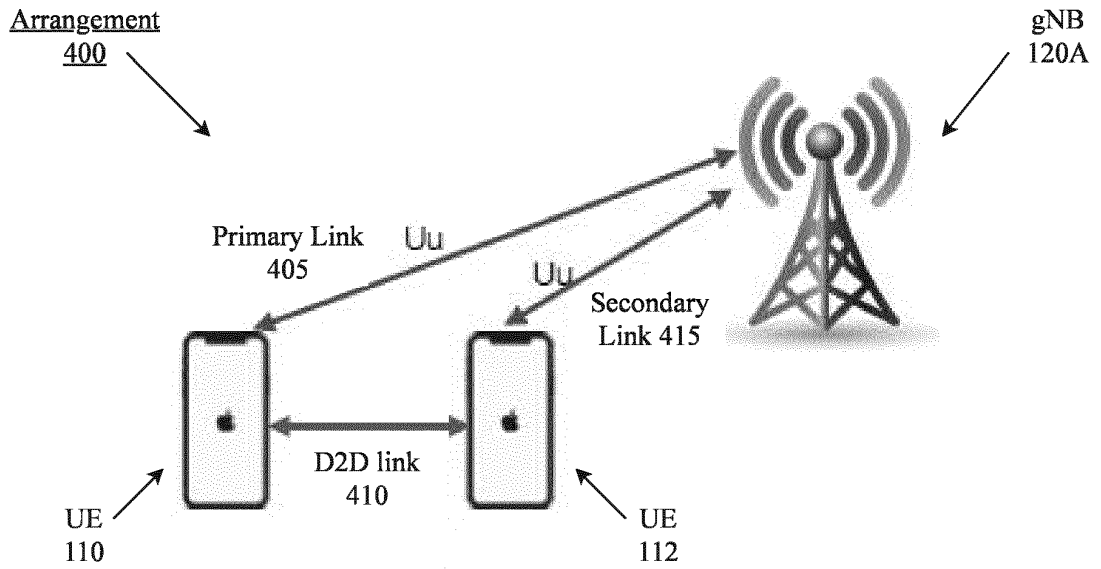 Arrangement
400
gNB
120A
Primary Link
405
Uu
Uu
Secondary
Link 415
D2D link
410
UE
110
UE
112